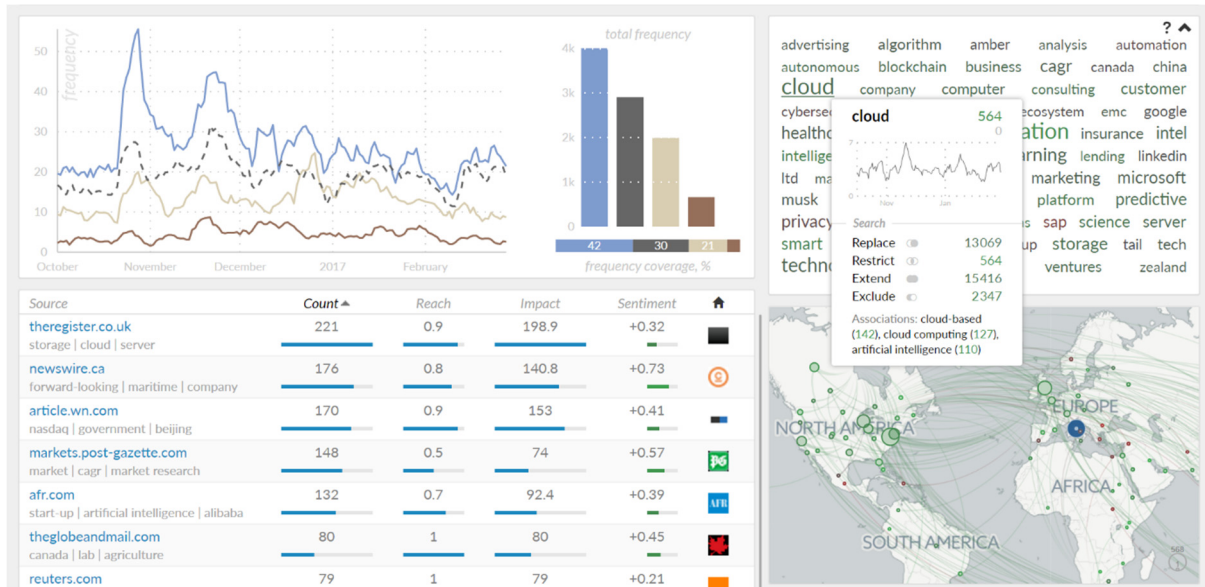 frequency
50
40
30
20
10
0
October November December 2017 February
total frequency
4k
3k
2k
1k
0
42 30 21
frequency coverage, %
?
advertising algorithm amber analysis automation
autonomous blockchain business cagr canada china
cloud company computer consulting customer
ecosystem emc google
insurance intel
lending linkedin
ltd marketing microsoft
musk platform predictive
privacy sap science server
smart storage tail tech
ventures zealand
cloud 564
0
7
0
Nov Jan
Search
Replace 13069
Restrict 564
Extend 15416
Exclude 2347
Associations: cloud-based
(142), cloud computing (127),
artificial intelligence (110)
Source Count Reach Impact Sentiment
theregister.co.uk 221 0.9 198.9 +0.32
storage | cloud | server
newswire.ca 176 0.8 140.8 +0.73
forward-looking | maritime | company
article.wn.com 170 0.9 153 +0.41
nasdaq | government | beijing
markets.post-gazette.com 148 0.5 74 +0.57
market | cagr | market research
PG
afr.com 132 0.7 92.4 +0.39
start-up | artificial intelligence | alibaba
AFR
theglobeandmail.com 80 1 80 +0.45
canada | lab | agriculture
reuters.com 79 1 79 +0.21
NORTH AMERICA
EUROPE
AFRICA
SOUTH AMERICA